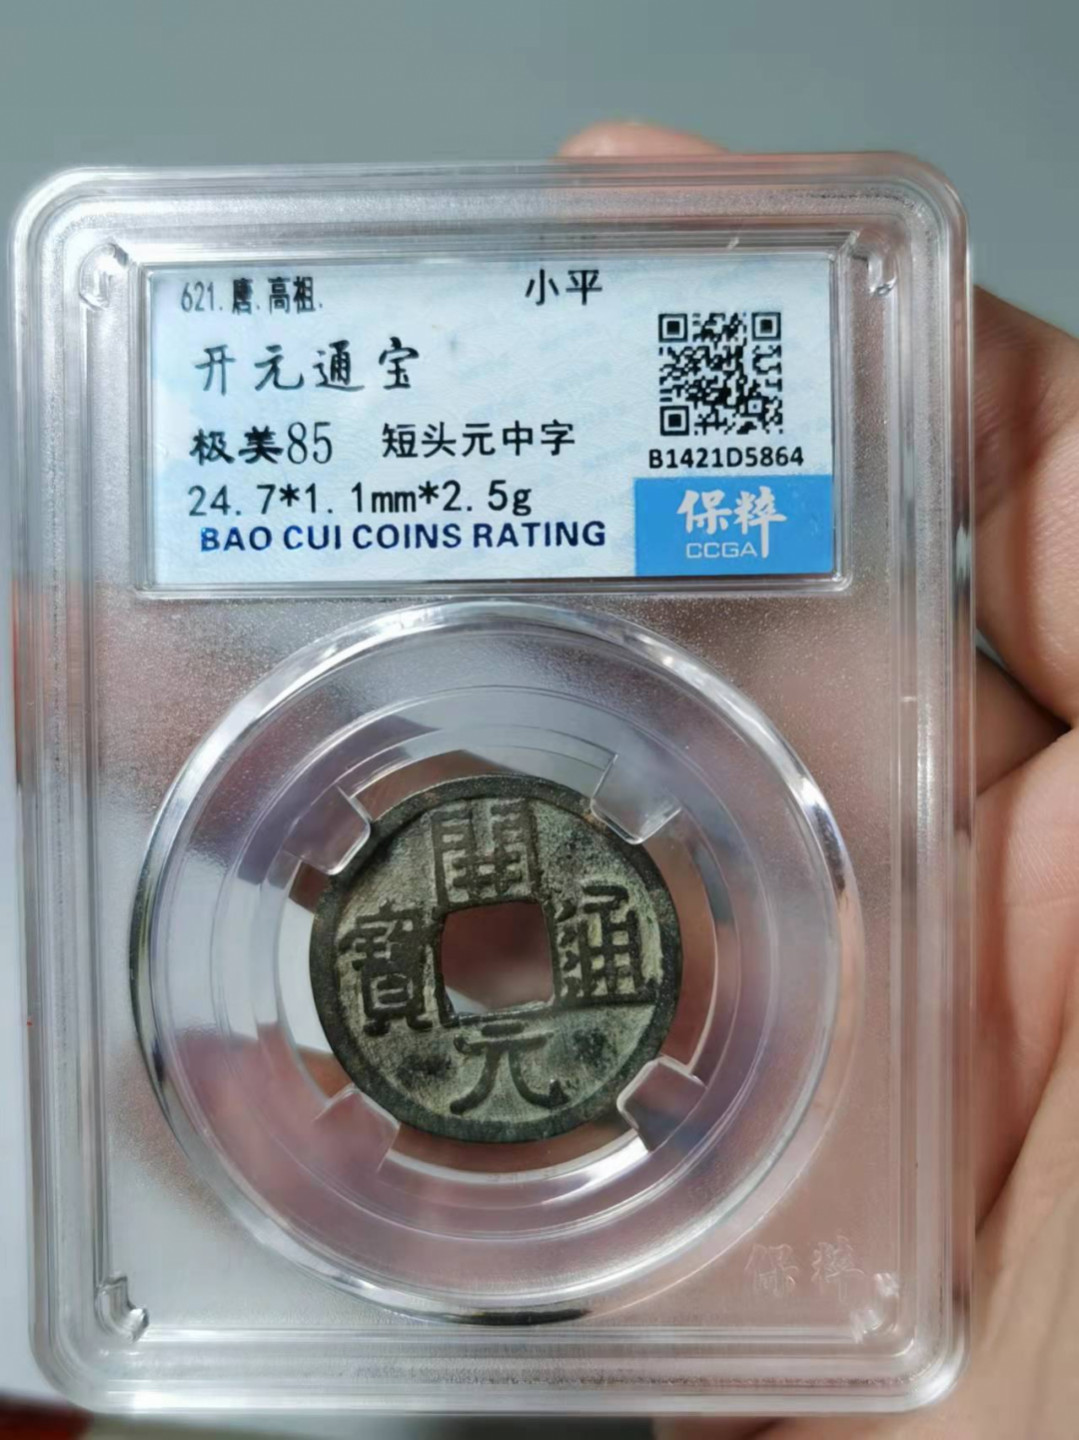 621.唐.高祖.
小平
开元通宝
极美85 短头元中字
B1421D5864
24.7*1.1mm*2.5g
BAO CUI COINS RATING
保粹
CCGA
開
通
寶
元
保粹